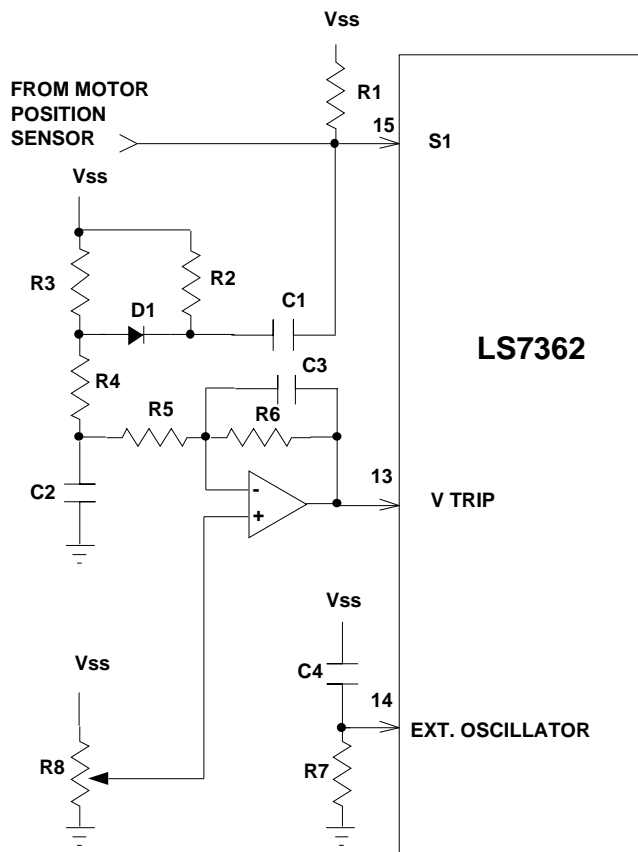 Vss
R1
FROM MOTOR
POSITION
SENSOR
15
S1
Vss
R3
R2
D1
C1
LS7362
R4
C3
R5
R6
C2
-
+
13
V TRIP
Vss
C4
Vss
14
EXT. OSCILLATOR
R8
R7